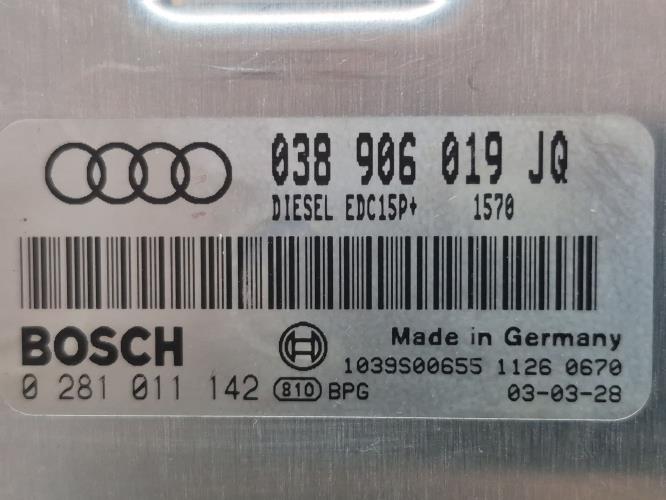 038 906 019 JQ
DIESEL EDC15P+ 1570
BOSCH
Made in Germany
1039S00655 1126 0670
0 281 011 142 810 BPG 03-03-28